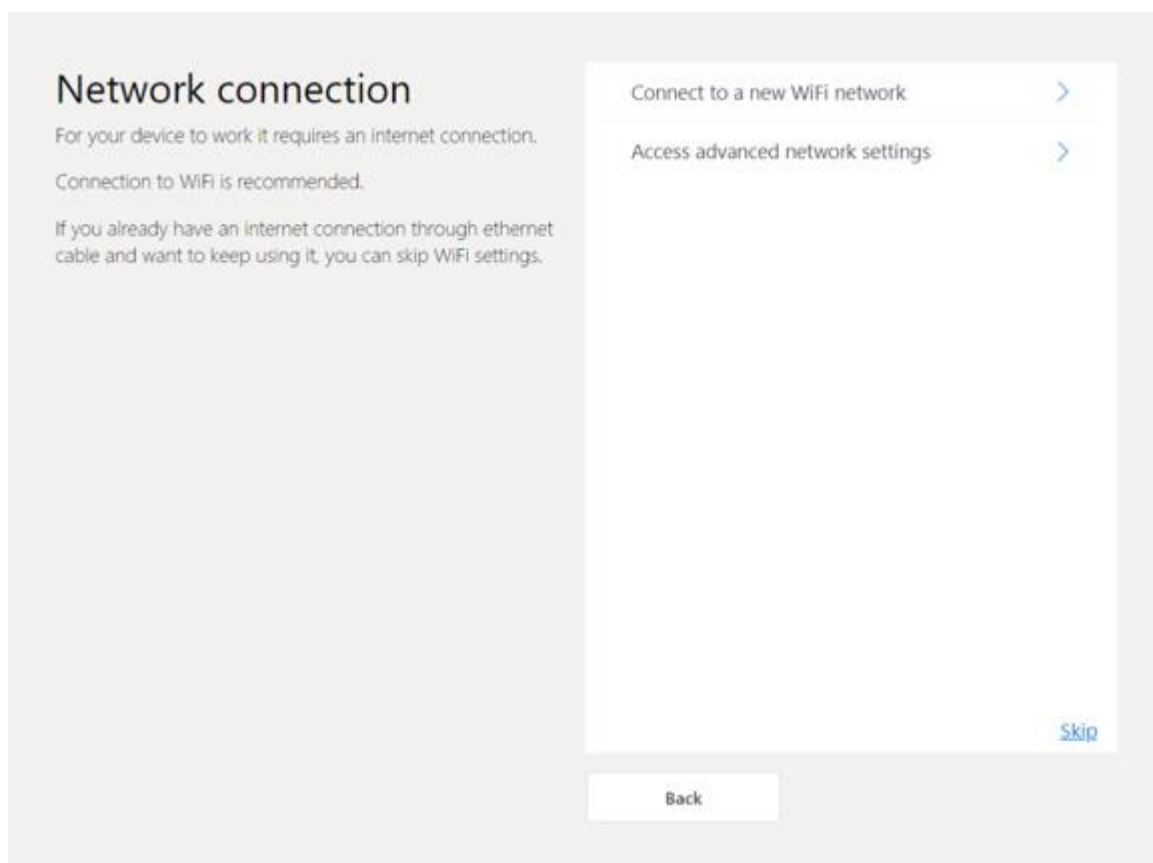 Network connection
For your device to work it requires an internet connection.
Connection to WiFi is recommended.
If you already have an internet connection through ethernet
cable and want to keep using it, you can skip WiFi settings.
Connect to a new WiFi network
Access advanced network settings
Skip
Back